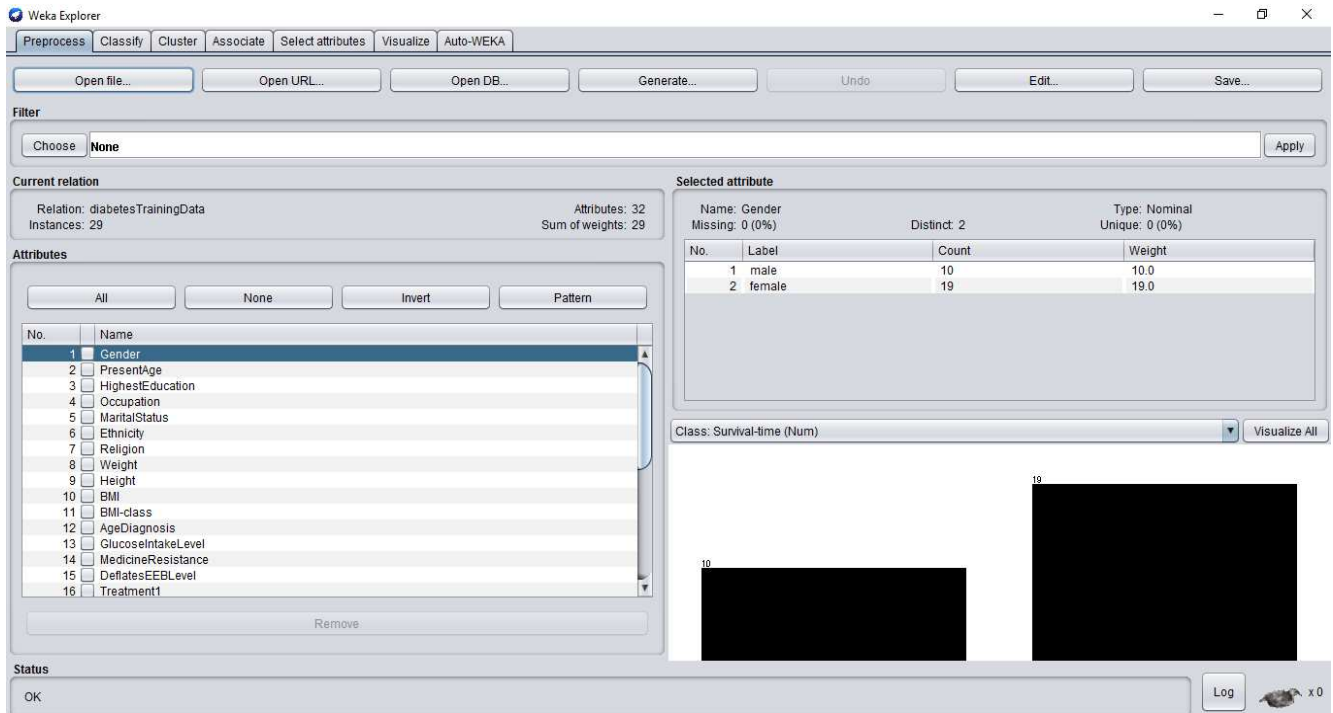 Weka Explorer
Preprocess Classify Cluster Associate Select attributes Visualize Auto-WEKA
Open file... Open URL... Open DB... Generate... Undo Edit... Save...
Filter
Choose None Apply
Current relation
Relation: diabetesTrainingData Attributes: 32
Instances: 29 Sum of weights: 29
Attributes
All None Invert Pattern
No. Name
1 Gender
2 PresentAge
3 HighestEducation
4 Occupation
5 MaritalStatus
6 Ethnicity
7 Religion
8 Weight
9 Height
10 BMI
11 BMI-class
12 AgeDiagnosis
13 GlucoseIntakeLevel
14 MedicineResistance
15 DeflatesEEBLevel
16 Treatment1
Remove
Selected attribute
Name: Gender Type: Nominal
Missing: 0 (0%) Distinct: 2 Unique: 0 (0%)
No. Label Count Weight
1 male 10 10.0
2 female 19 19.0
Class: Survival-time (Num) Visualize All
19
10
Status
OK Log x 0